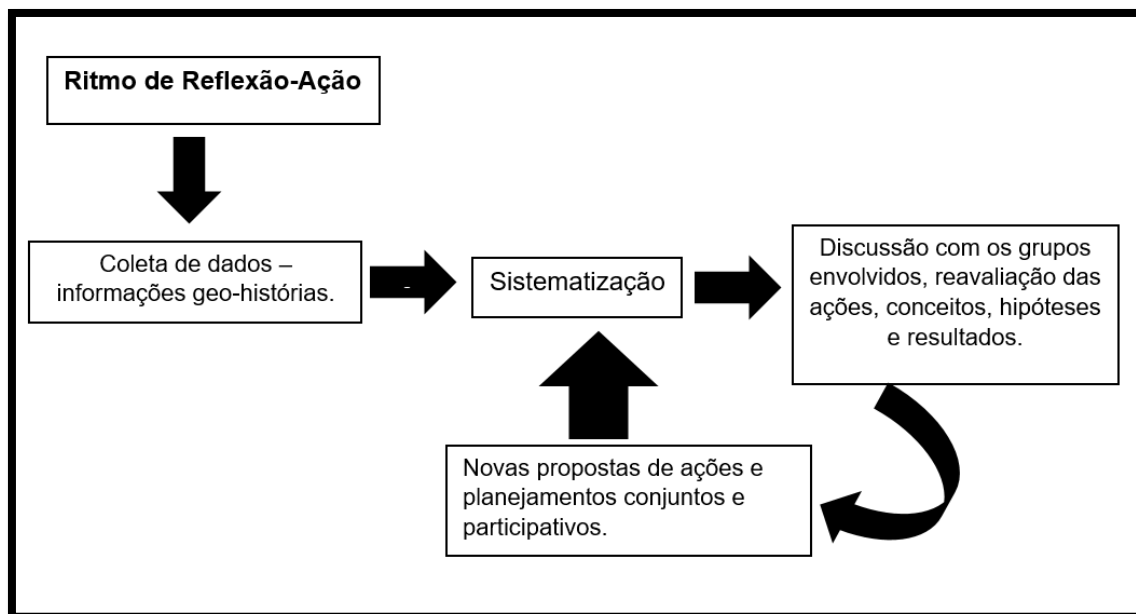 Ritmo de Reflexão-Ação
Coleta de dados –
informações geo-histórias.
Sistematização
Discussão com os grupos
envolvidos, reavaliação das
ações, conceitos, hipóteses
e resultados.
Novas propostas de ações e
planejamentos conjuntos e
participativos.